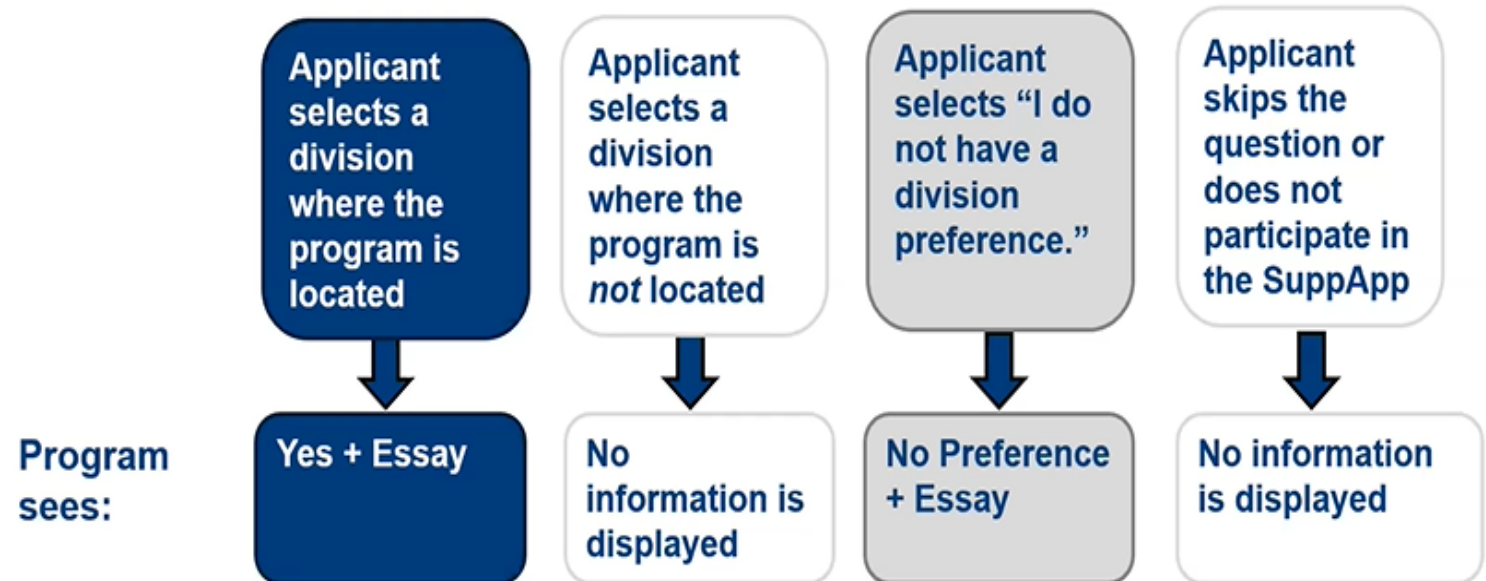 Applicant
selects a
division
where the
program is
located
Applicant
selects a
division
where the
program is
not located
Applicant
selects “I do
not have a
division
preference.”
Applicant
skips the
question or
does not
participate in
the SuppApp
Program
sees:
Yes + Essay
No
information is
displayed
No Preference
+ Essay
No information
is displayed